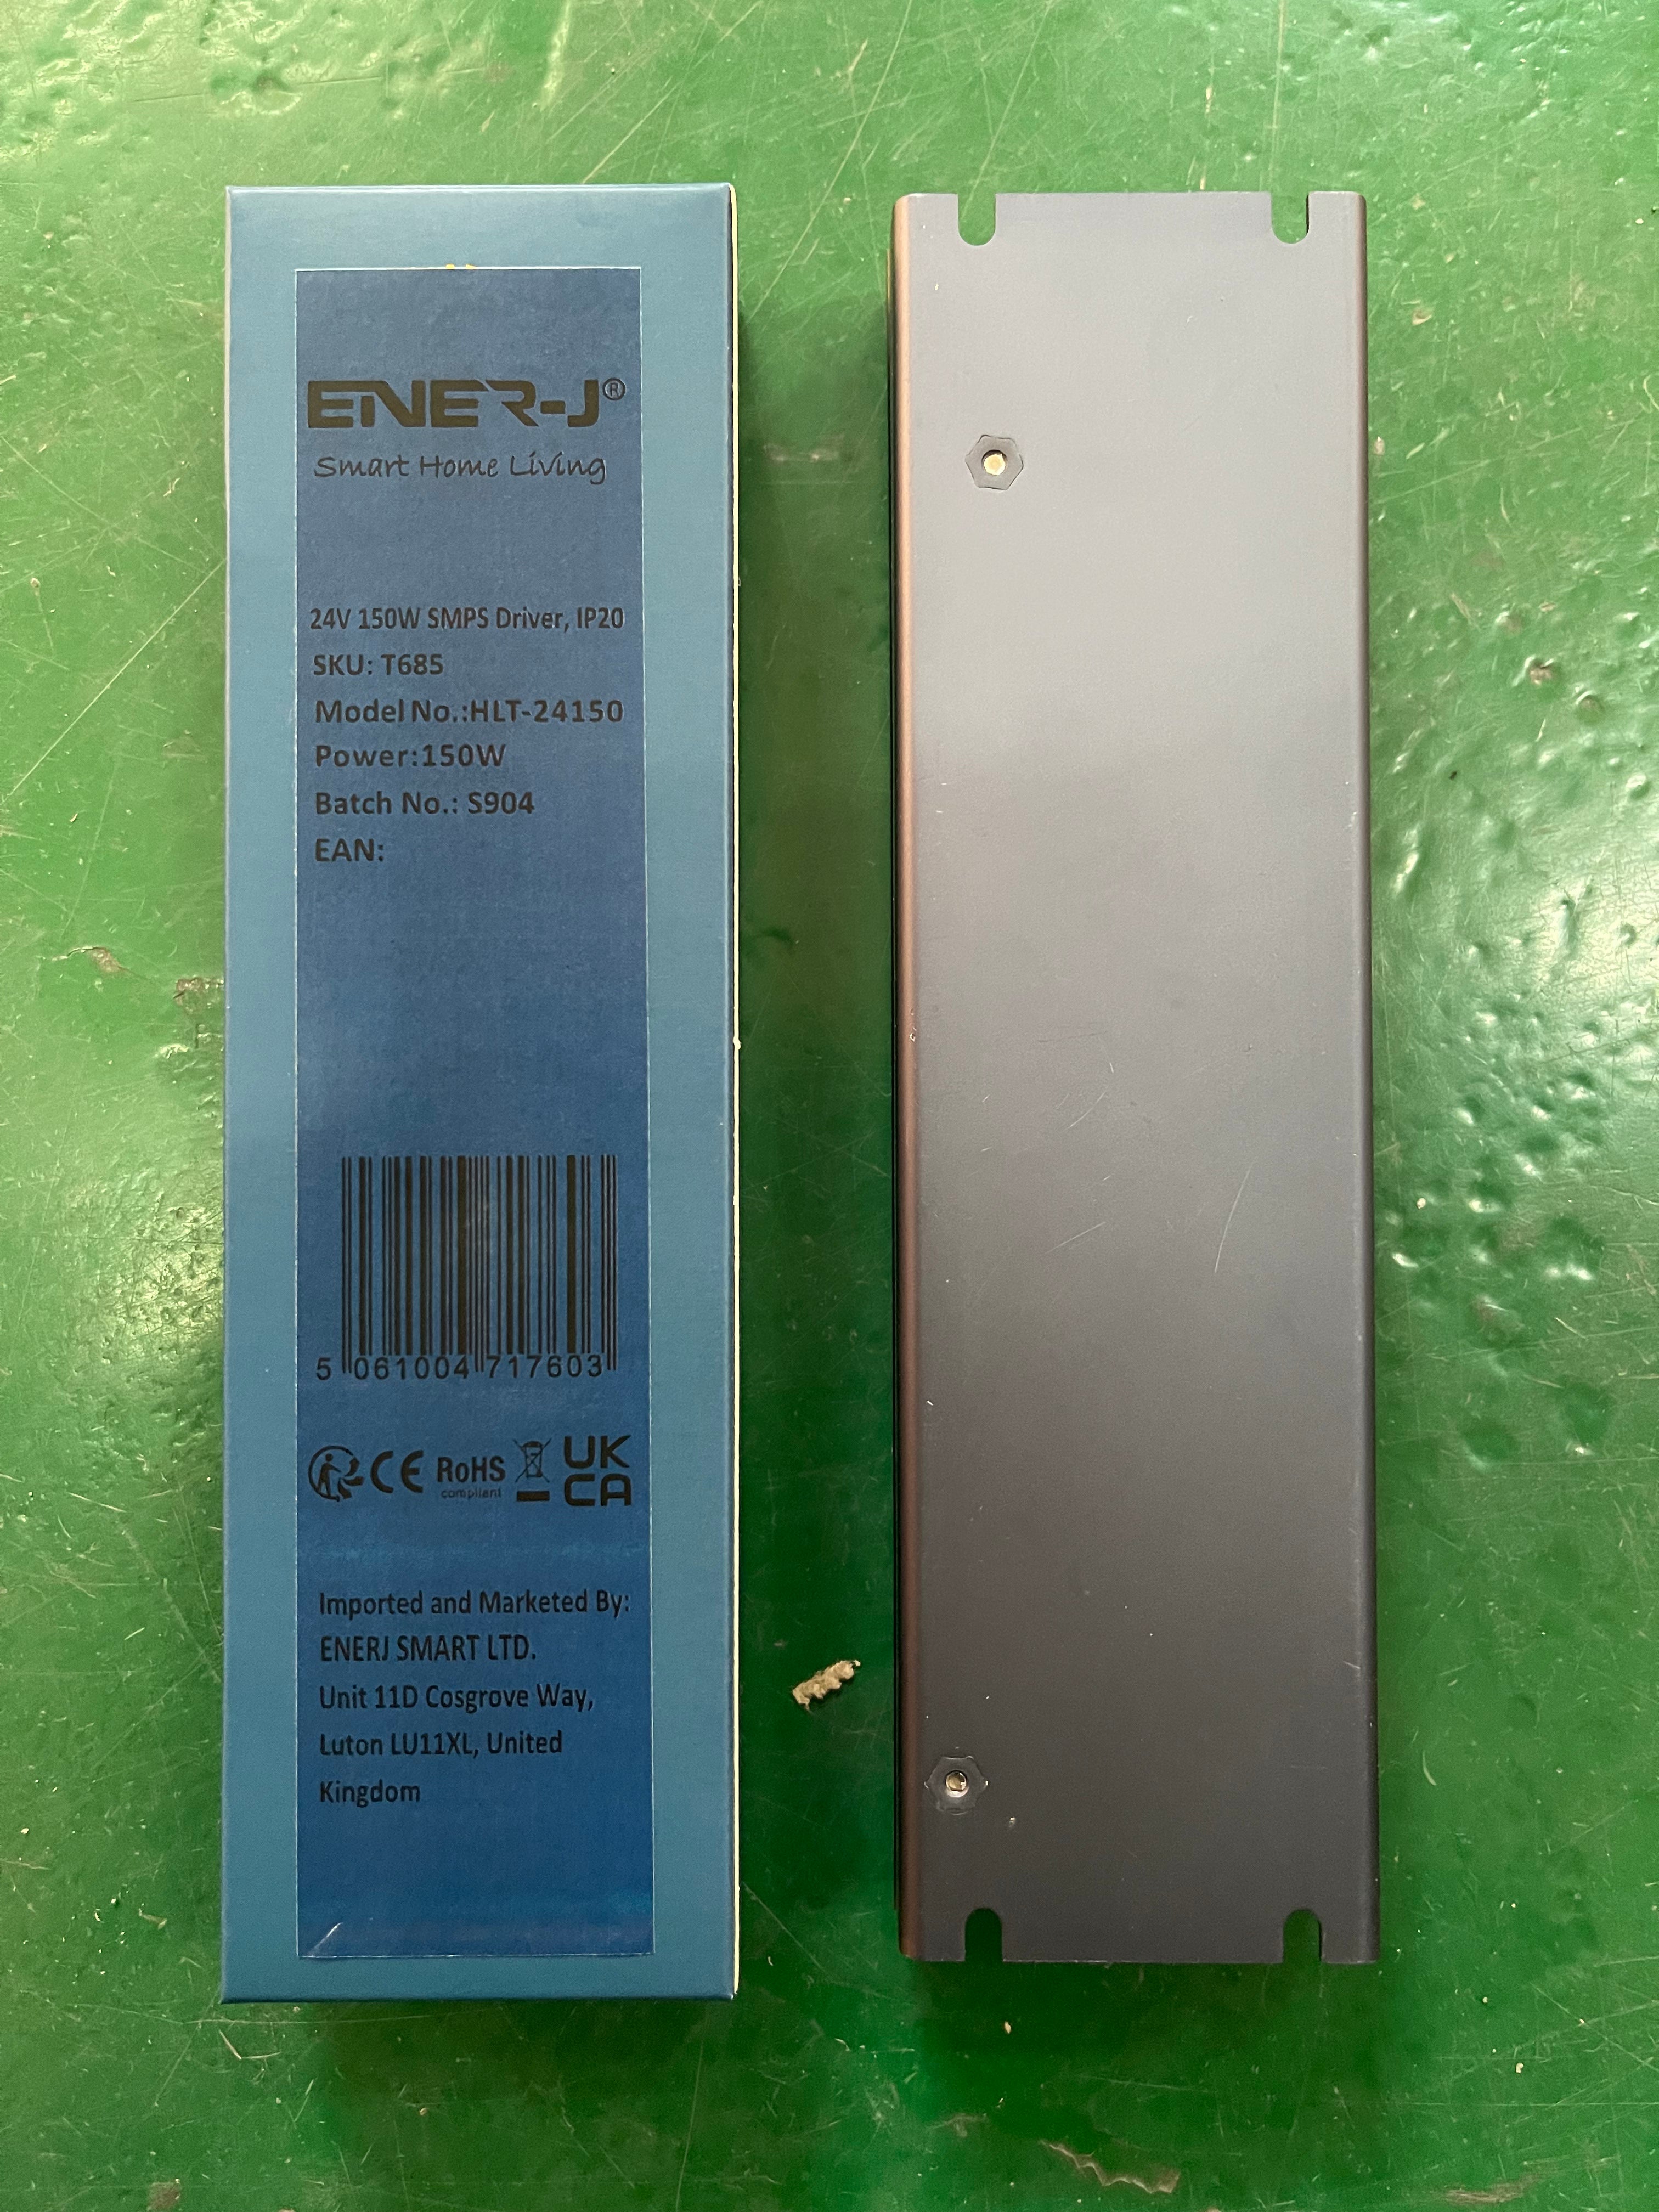 ENER-J®
Smart Home Living
24V 150W SMPS Driver, IP20
SKU: T685
Model No.:HLT-24150
Power:150W
Batch No.: S904
EAN:
5 061004 717603
CE RoHS UK
compliant CA
Imported and Marketed By:
ENERJ SMART LTD.
Unit 11D Cosgrove Way,
Luton LU11XL, United
Kingdom